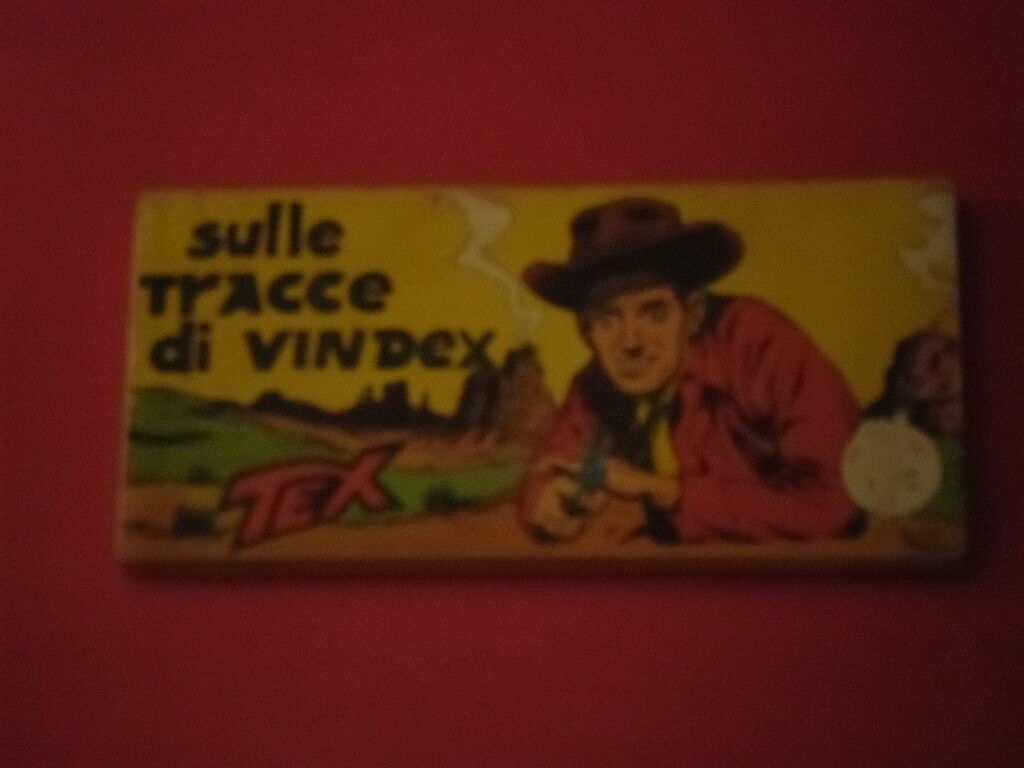 sulle
TrACCe
di VINDex
TEX